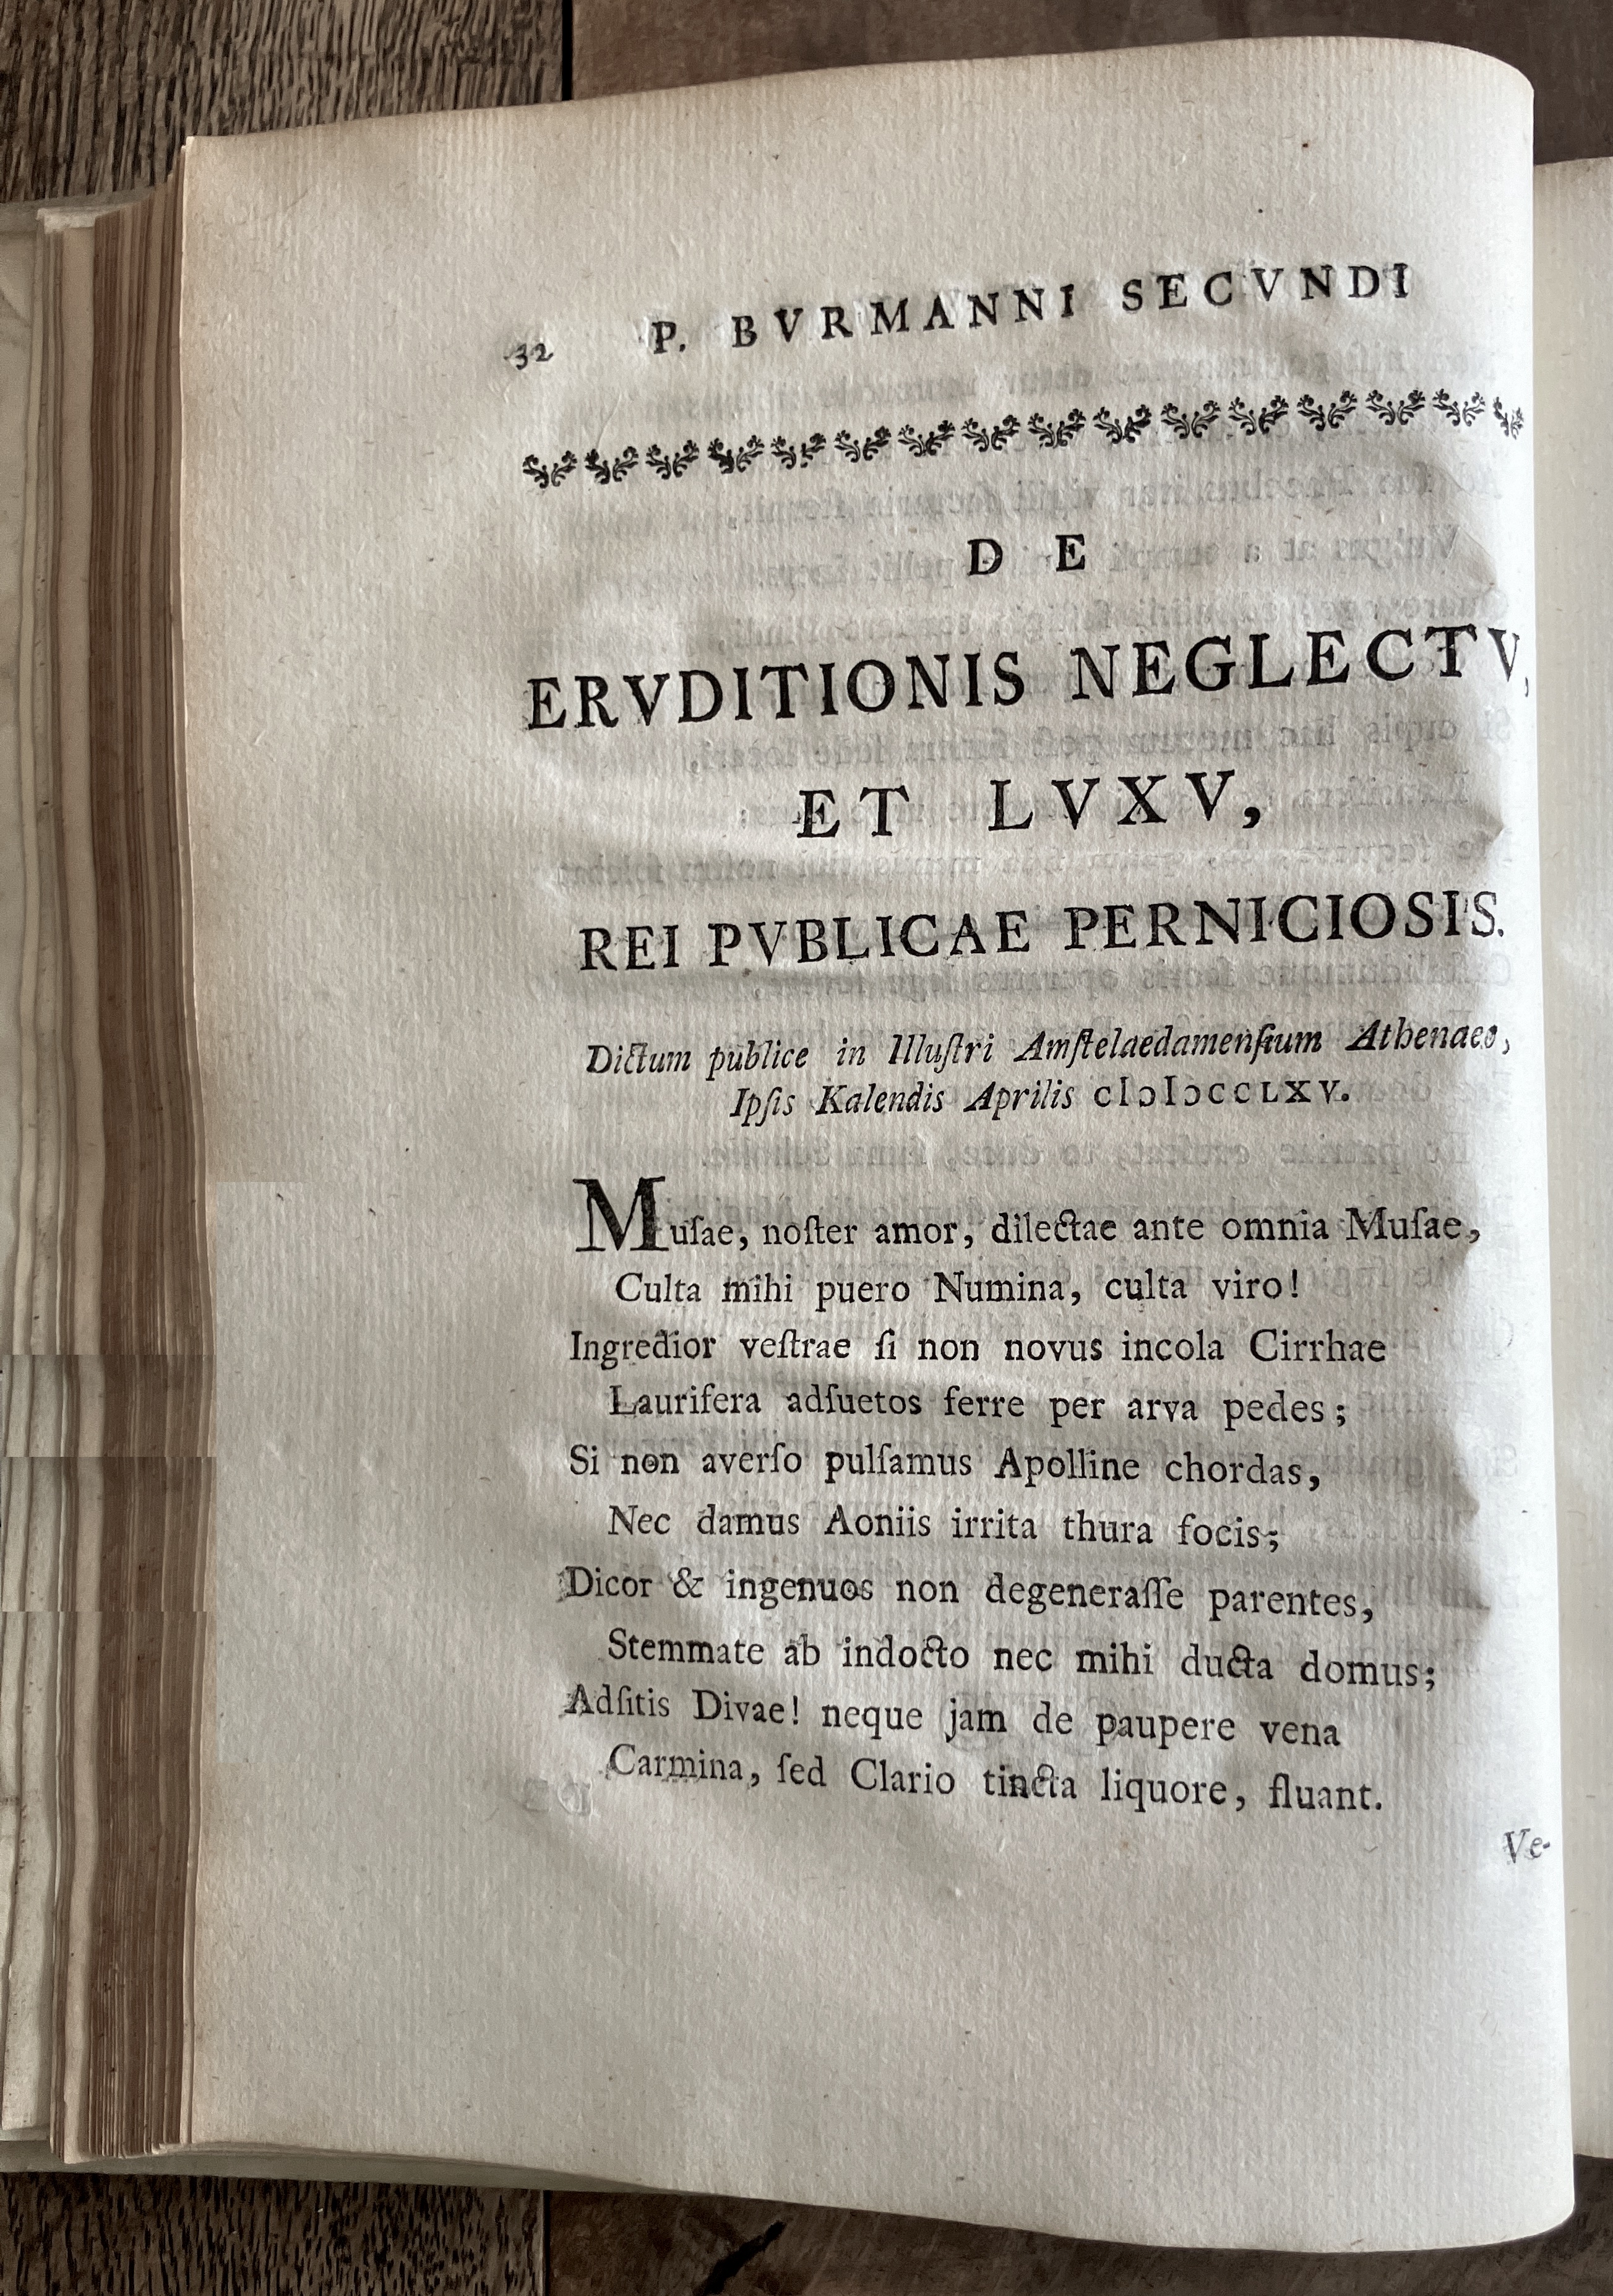 32 P. BVRMANNI SECVNDI
DE
ERVDITIONIS NEGLECTV,
ET LVXV,
REI PVBLICAE PERNICIOSIS.
Dictum publice in Illuſtri Amſtelaedamenſium Athenaeo,
Ipſis Kalendis Aprilis cIɔIɔccLxv.
Muſae, noſter amor, dilectae ante omnia Muſae,
Culta mihi puero Numina, culta viro!
Ingredior veſtrae ſi non novus incola Cirrhae
Laurifera adſuetos ferre per arva pedes;
Si non averſo pulſamus Apolline chordas,
Nec damus Aoniis irrita thura focis;
Dicor & ingenuos non degeneraſſe parentes,
Stemmate ab indocto nec mihi ducta domus;
Adſitis Divae! neque jam de paupere vena
Carmina, ſed Clario tincta liquore, fluant.
Ve-